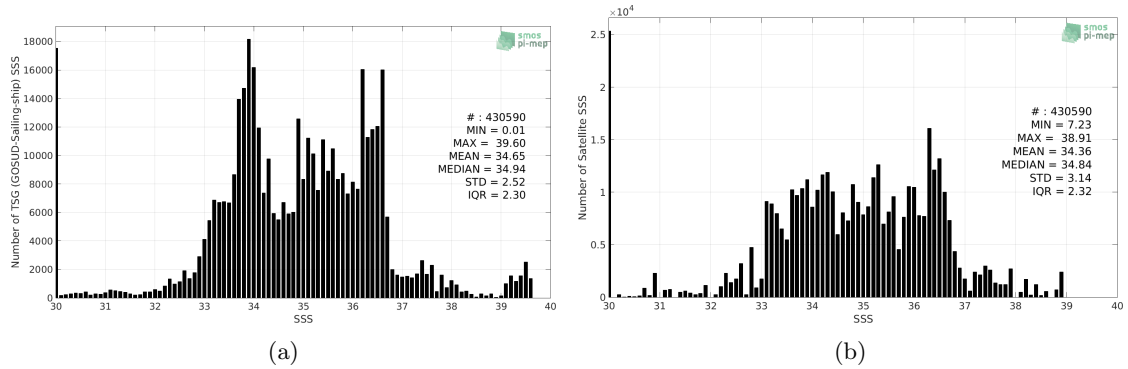 smos
pi-mep
18000
16000
14000
12000
10000
8000
6000
4000
2000
0
Number of TSG (GOSUD-Sailing-ship) SSS
# : 430590
MIN = 0.01
MAX = 39.60
MEAN = 34.65
MEDIAN = 34.94
STD = 2.52
IQR = 2.30
30 31 32 33 34 35 36 37 38 39 40
SSS
(a)
×10⁴
smos
pi-mep
2.5
2
1.5
1
0.5
0
Number of Satellite SSS
# : 430590
MIN = 7.23
MAX = 38.91
MEAN = 34.36
MEDIAN = 34.84
STD = 3.14
IQR = 2.32
30 31 32 33 34 35 36 37 38 39 40
SSS
(b)